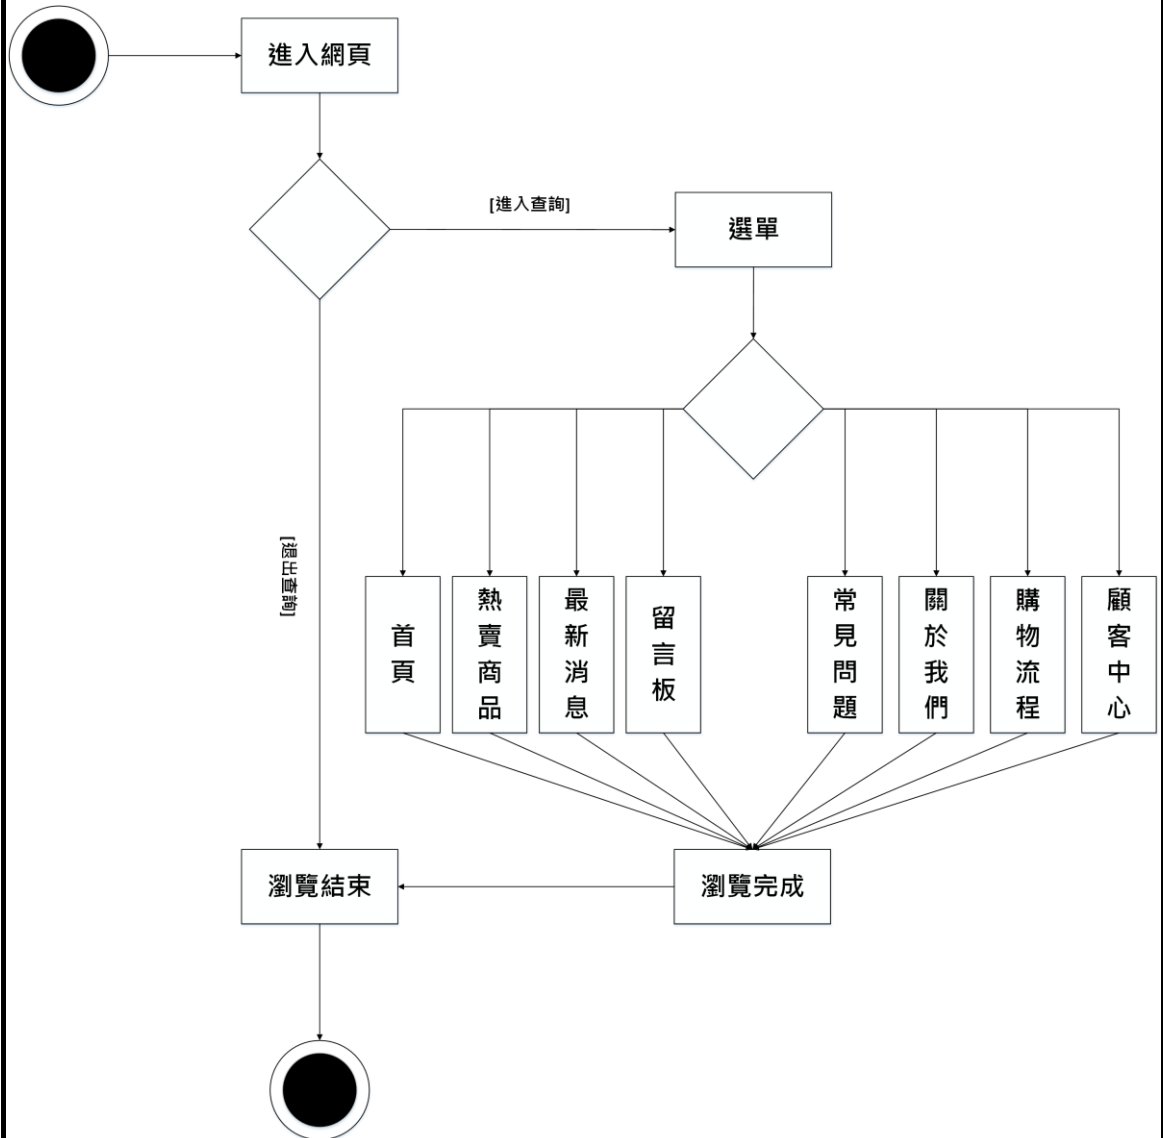 進入網頁
[進入查詢]
選單
[退出查詢]
首頁
熱賣商品
最新消息
留言板
常見問題
關於我們
購物流程
顧客中心
瀏覽結束
瀏覽完成